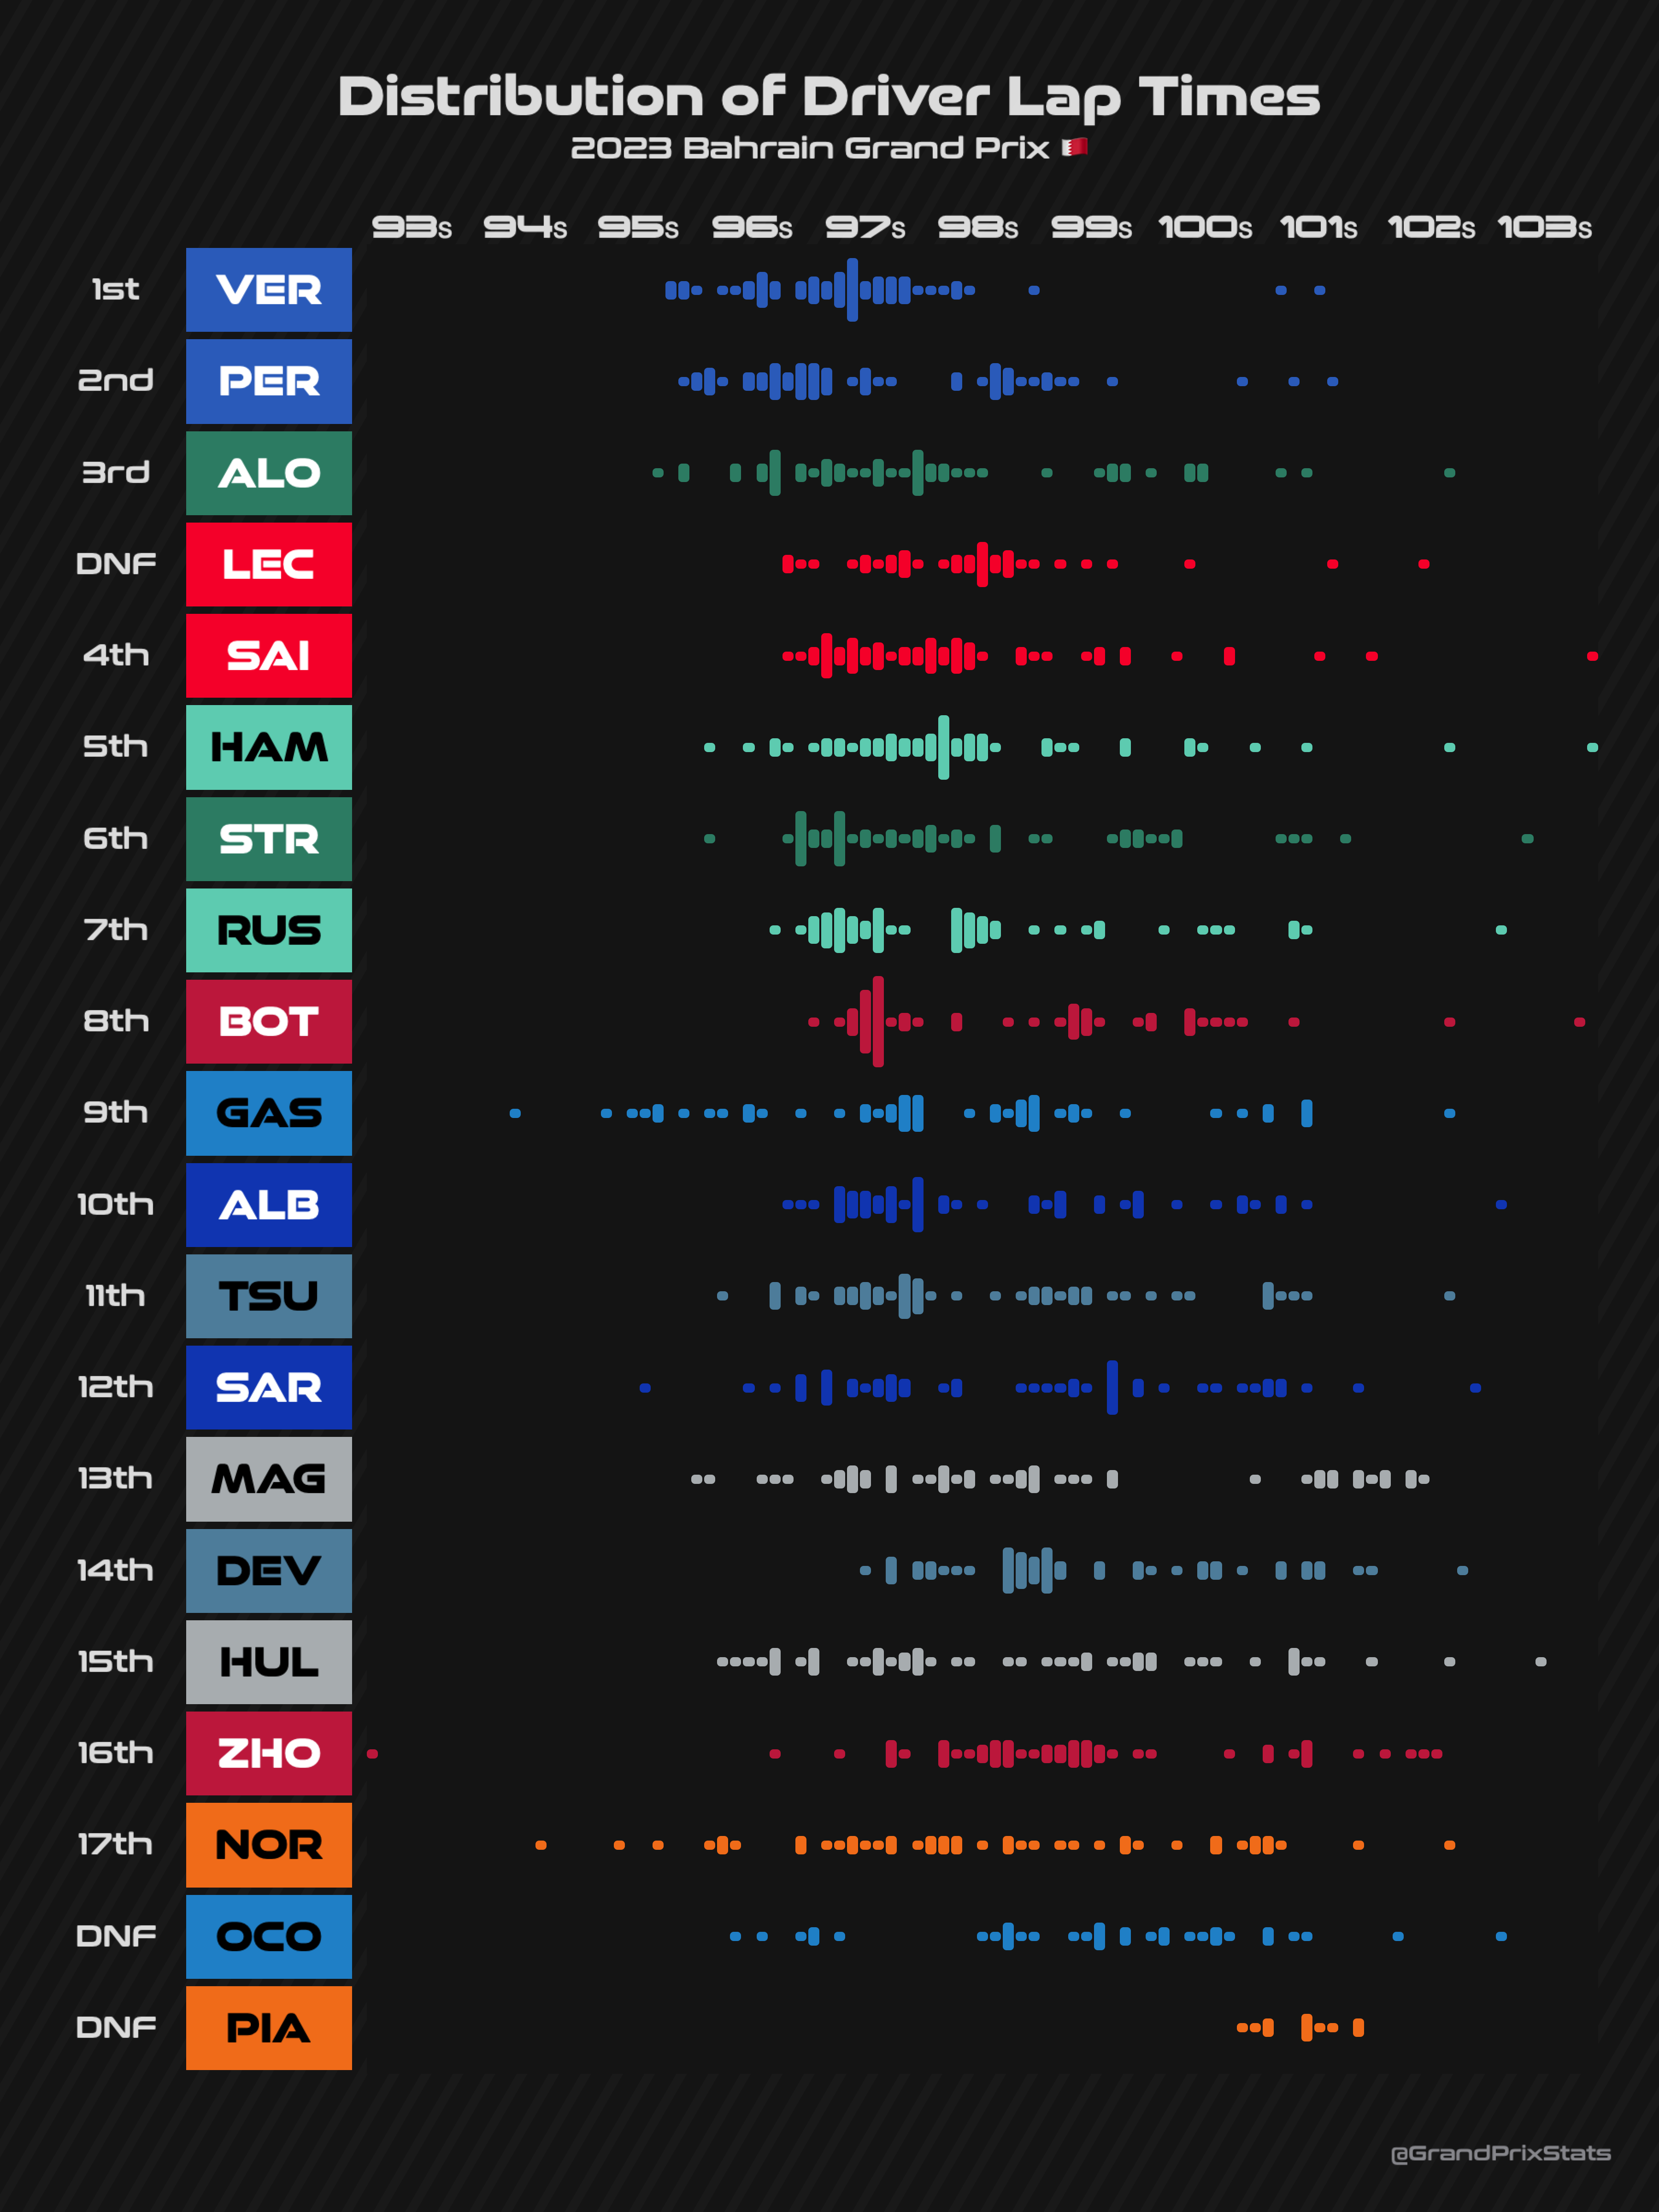 Distribution of Driver Lap Times
2023 Bahrain Grand Prix 🇧🇭
93s 94s 95s 96s 97s 98s 99s 100s 101s 102s 103s
1st VER
2nd PER
3rd ALO
DNF LEC
4th SAI
5th HAM
6th STR
7th RUS
8th BOT
9th GAS
10th ALB
11th TSU
12th SAR
13th MAG
14th DEV
15th HUL
16th ZHO
17th NOR
DNF OCO
DNF PIA
@GrandPrixStats